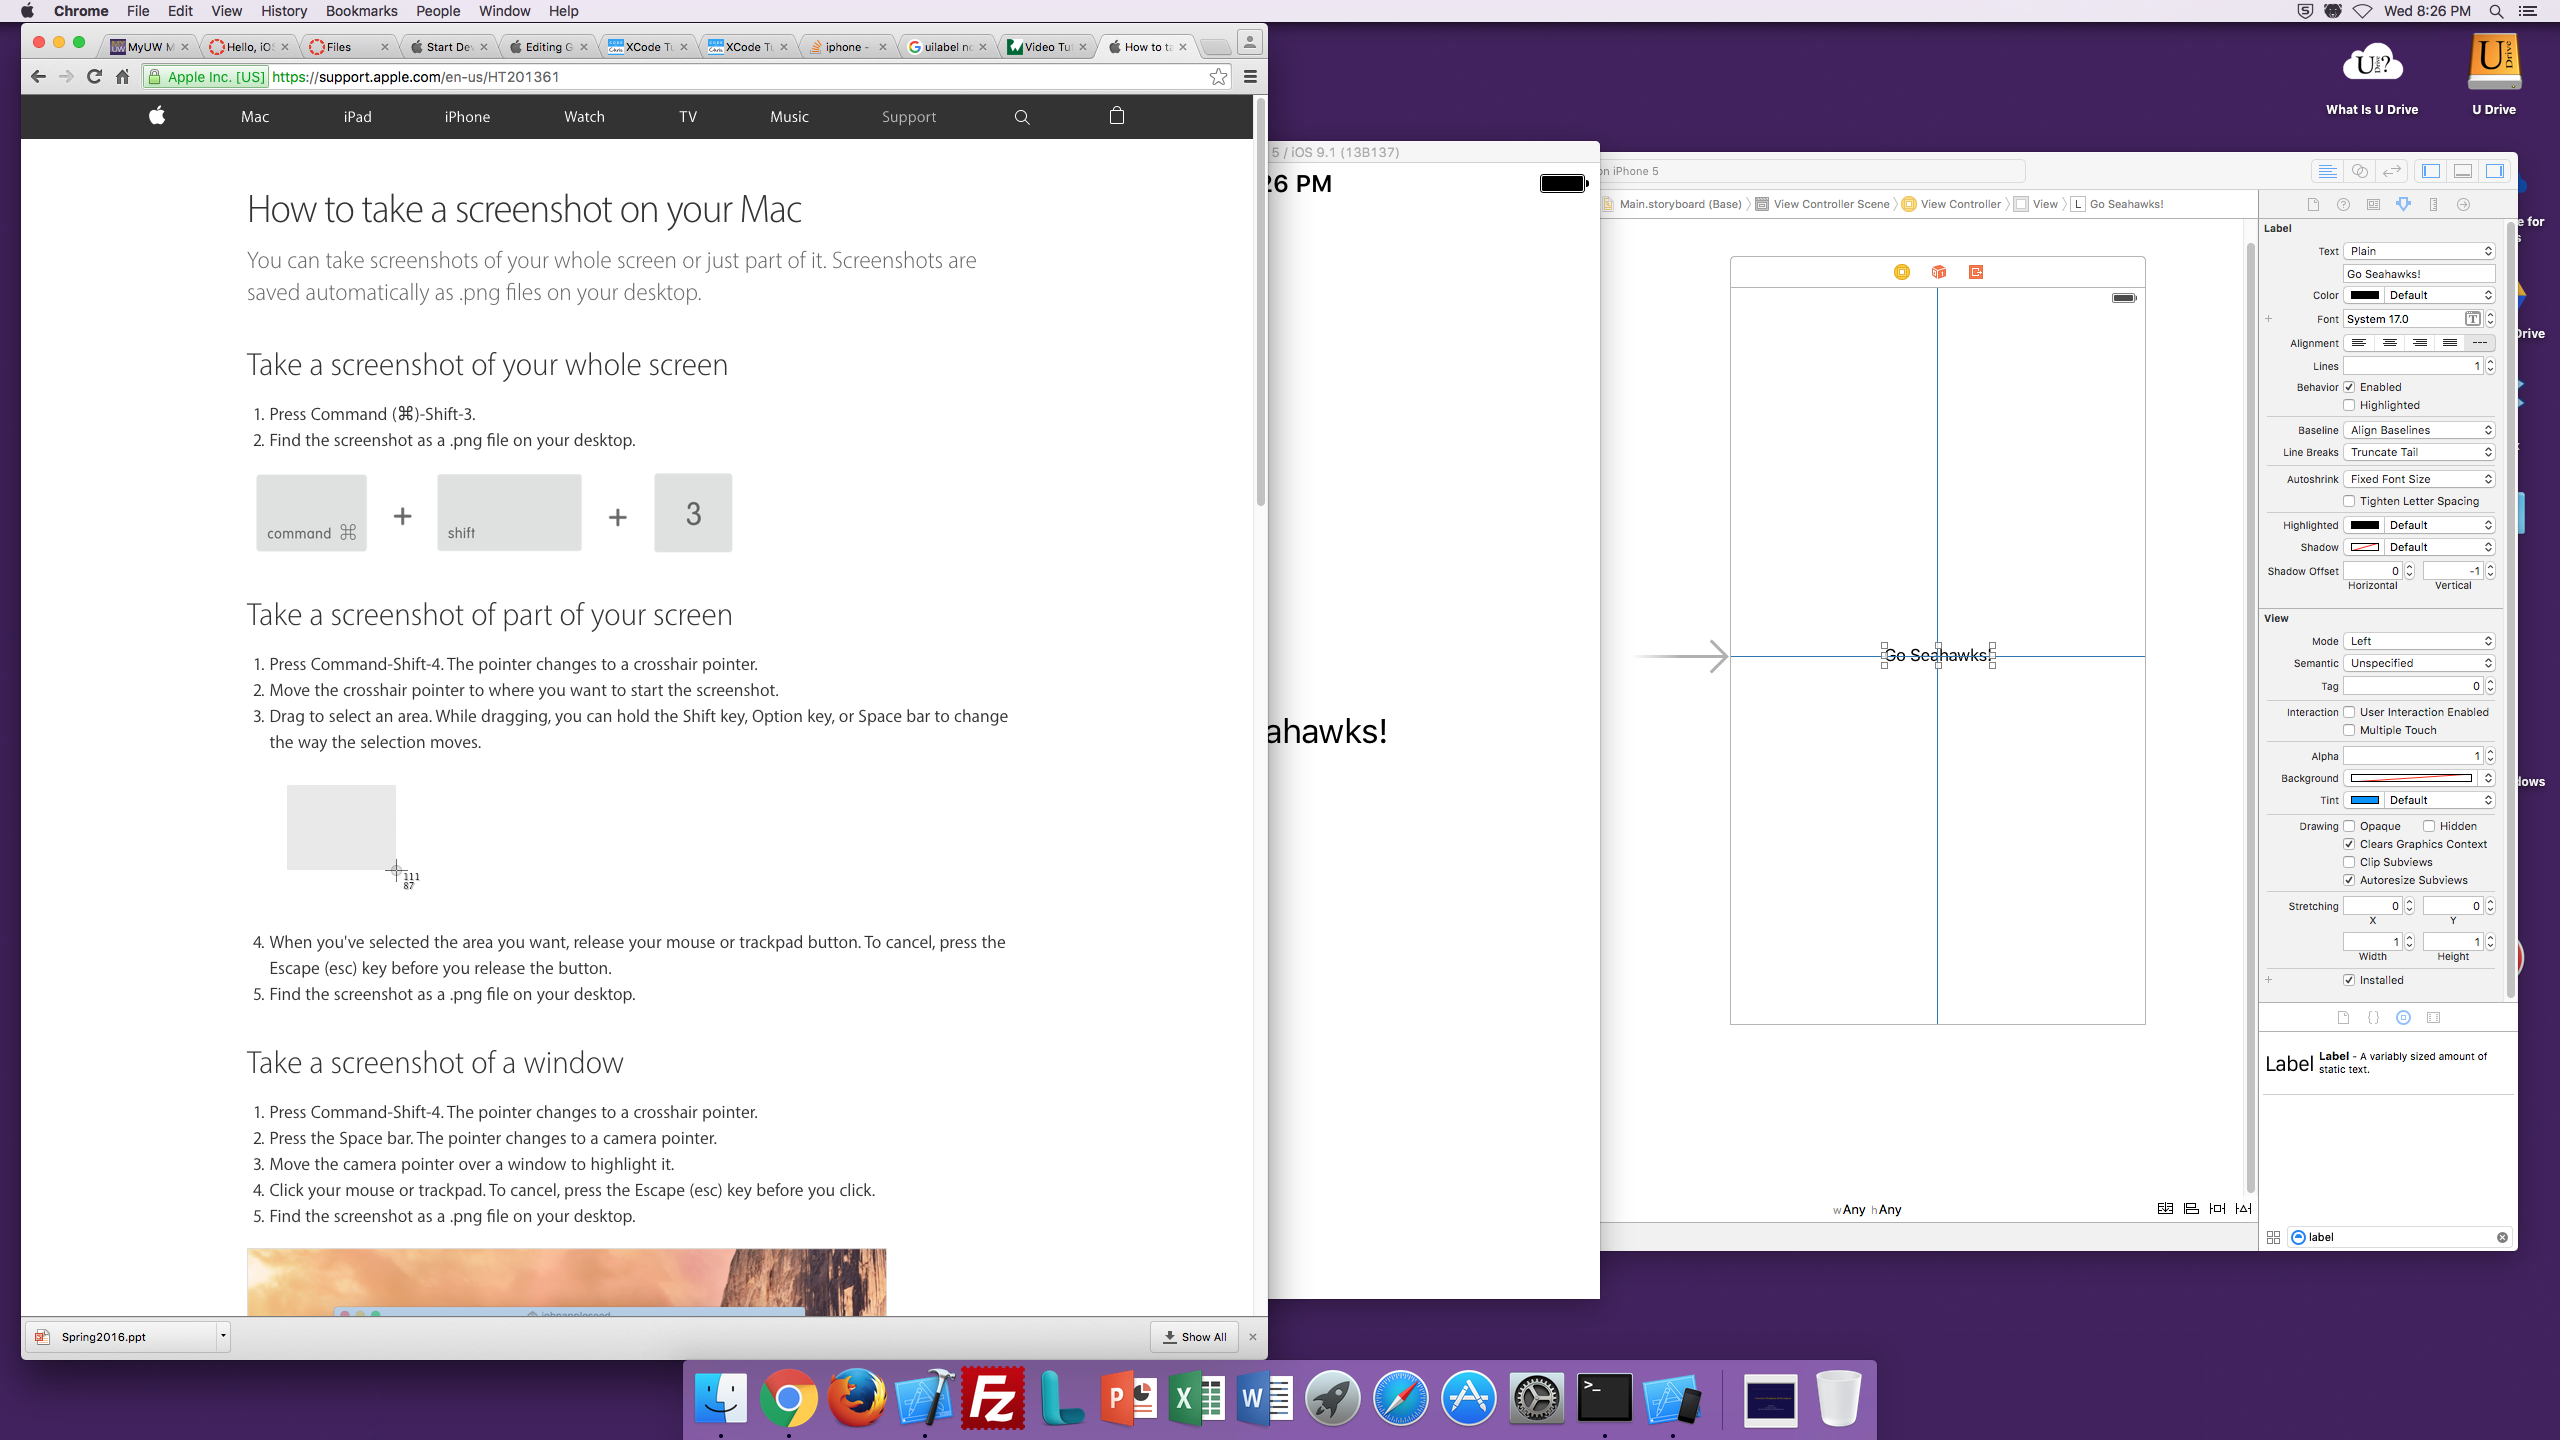 Chrome File Edit View History Bookmarks People Window Help
Wed 8:26 PM
MyUW M
Hello, iOS
Files
Start Dev
Editing G
XCode Tu
XCode Tu
iphone -
uilabel no
Video Tut
How to ta
Apple Inc. [US] https://support.apple.com/en-us/HT201361
Mac iPad iPhone Watch TV Music Support
How to take a screenshot on your Mac
You can take screenshots of your whole screen or just part of it. Screenshots are
saved automatically as .png files on your desktop.
Take a screenshot of your whole screen
1. Press Command (⌘)-Shift-3.
2. Find the screenshot as a .png file on your desktop.
command ⌘ + shift + 3
Take a screenshot of part of your screen
1. Press Command-Shift-4. The pointer changes to a crosshair pointer.
2. Move the crosshair pointer to where you want to start the screenshot.
3. Drag to select an area. While dragging, you can hold the Shift key, Option key, or Space bar to change
the way the selection moves.
111
87
4. When you've selected the area you want, release your mouse or trackpad button. To cancel, press the
Escape (esc) key before you release the button.
5. Find the screenshot as a .png file on your desktop.
Take a screenshot of a window
1. Press Command-Shift-4. The pointer changes to a crosshair pointer.
2. Press the Space bar. The pointer changes to a camera pointer.
3. Move the camera pointer over a window to highlight it.
4. Click your mouse or trackpad. To cancel, press the Escape (esc) key before you click.
5. Find the screenshot as a .png file on your desktop.
johnappleseed
Spring2016.ppt
Show All
5 / iOS 9.1 (13B137)
26 PM
ahawks!
on iPhone 5
Main.storyboard (Base) View Controller Scene View Controller View L Go Seahawks!
Go Seahawks!
wAny hAny
Label
Text Plain
Go Seahawks!
Color Default
Font System 17.0
Alignment
Lines 1
Behavior Enabled
Highlighted
Baseline Align Baselines
Line Breaks Truncate Tail
Autoshrink Fixed Font Size
Tighten Letter Spacing
Highlighted Default
Shadow Default
Shadow Offset 0 -1
Horizontal Vertical
View
Mode Left
Semantic Unspecified
Tag 0
Interaction User Interaction Enabled
Multiple Touch
Alpha 1
Background
Tint Default
Drawing Opaque Hidden
Clears Graphics Context
Clip Subviews
Autoresize Subviews
Stretching 0 0
X Y
1 1
Width Height
Installed
Label Label - A variably sized amount of
static text.
label
U Drive ?
What Is U Drive
U Drive
U Drive
e for
s
Drive
dows